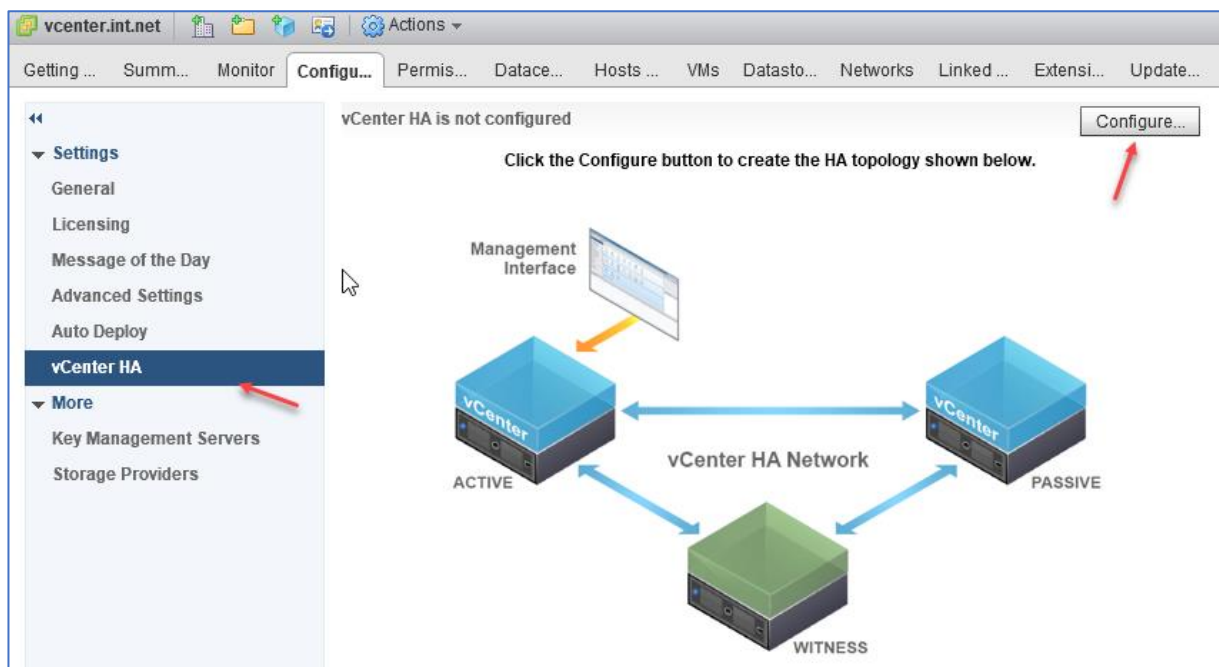 vcenter.int.net Actions
Getting ... Summ... Monitor Configu... Permis... Datace... Hosts ... VMs Datasto... Networks Linked ... Extensi... Update...
Settings
General
Licensing
Message of the Day
Advanced Settings
Auto Deploy
vCenter HA
More
Key Management Servers
Storage Providers
vCenter HA is not configured
Configure...
Click the Configure button to create the HA topology shown below.
Management
Interface
vCenter
ACTIVE
vCenter HA Network
vCenter
PASSIVE
WITNESS